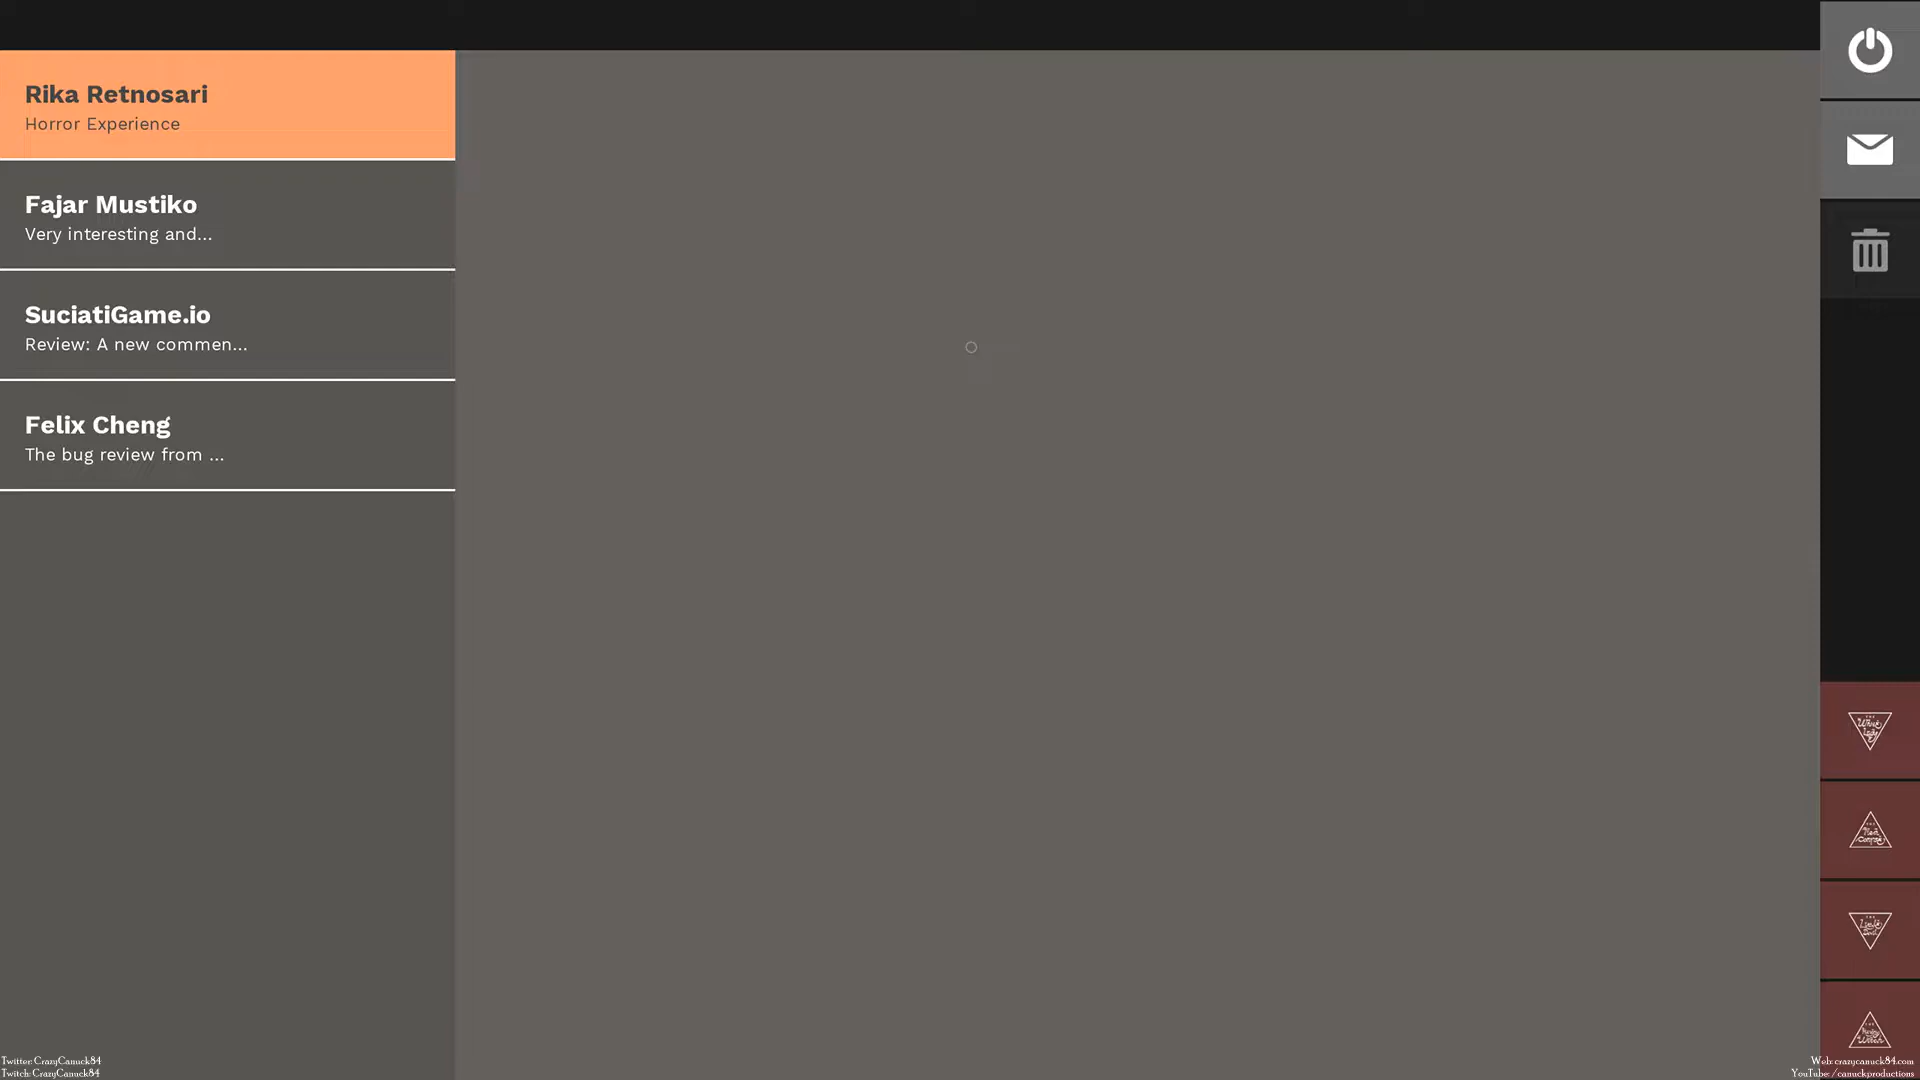 Rika Retnosari
Horror Experience
Fajar Mustiko
Very interesting and...
SuciatiGame.io
Review: A new commen...
Felix Cheng
The bug review from ...
Twitter: CrazyCanuck84
Twitch: CrazyCanuck84
Web: crazycanuck84.com
YouTube: /canuckproductions